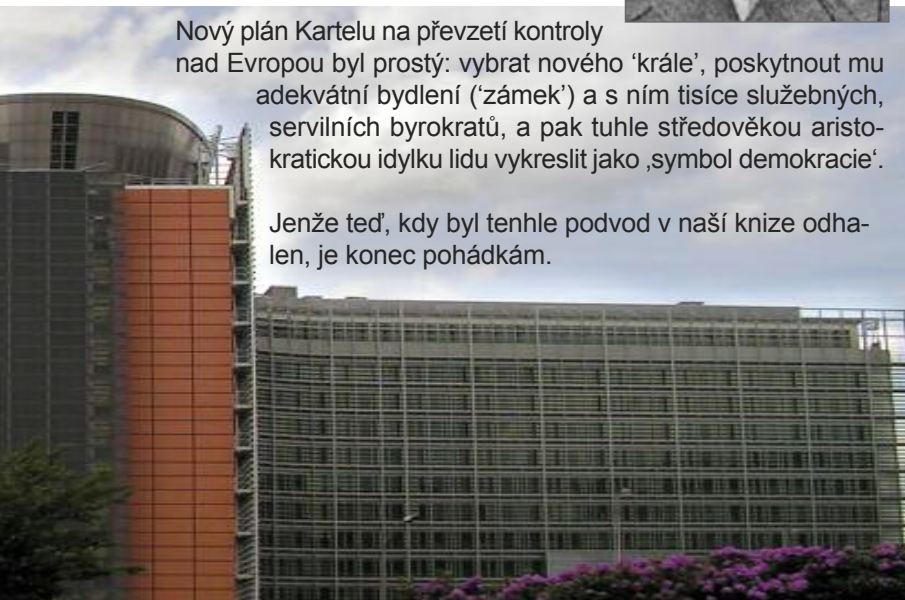 Nový plán Kartelu na převzetí kontroly
nad Evropou byl prostý: vybrat nového ‘krále’, poskytnout mu
adekvátní bydlení (‘zámek’) a s ním tisíce služebných,
servilních byrokratů, a pak tuhle středověkou aristo-
kratickou idylku lidu vykreslit jako ‚symbol demokracie‘.
Jenže teď, kdy byl tenhle podvod v naší knize odha-
len, je konec pohádkám.